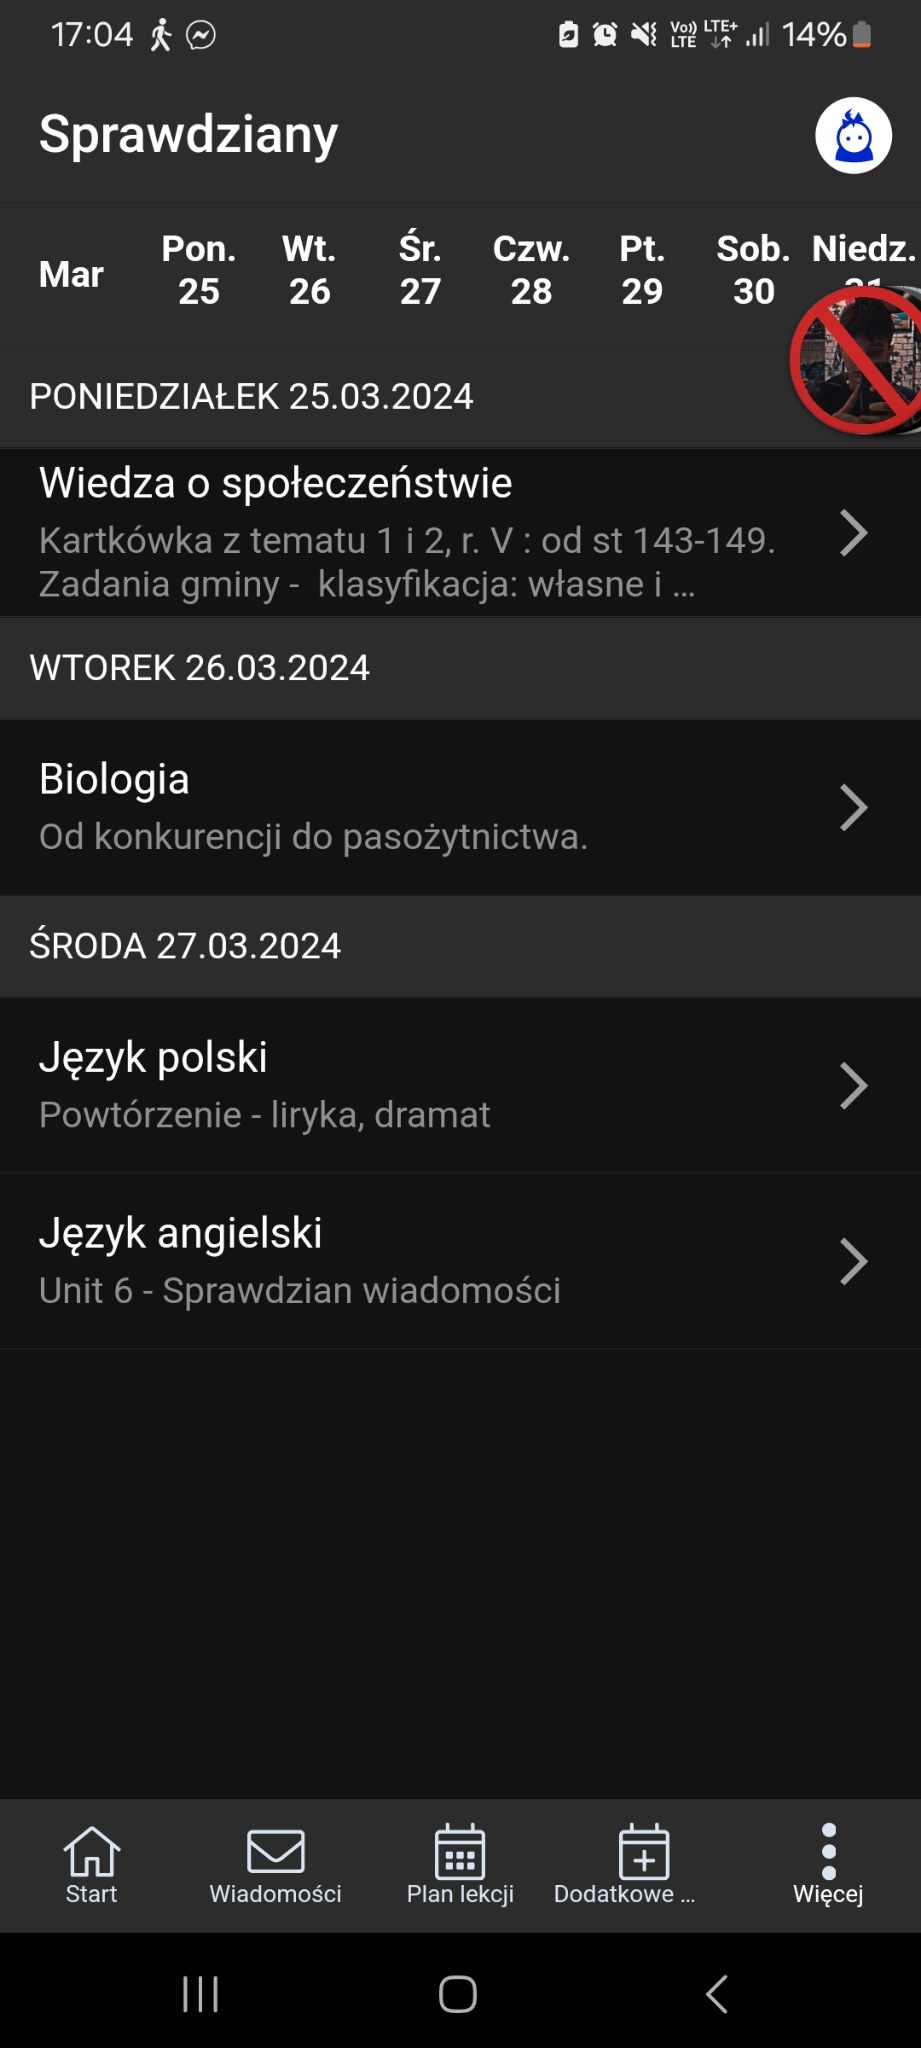 17:04 Vo)) LTE LTE+ 14%
Sprawdziany
Mar
Pon. Wt. Śr. Czw. Pt. Sob. Niedz.
25 26 27 28 29 30
PONIEDZIAŁEK 25.03.2024
Wiedza o społeczeństwie
Kartkówka z tematu 1 i 2, r. V : od st 143-149.
Zadania gminy -  klasyfikacja: własne i ...
WTOREK 26.03.2024
Biologia
Od konkurencji do pasożytnictwa.
ŚRODA 27.03.2024
Język polski
Powtórzenie - liryka, dramat
Język angielski
Unit 6 - Sprawdzian wiadomości
Start Wiadomości Plan lekcji Dodatkowe ... Więcej